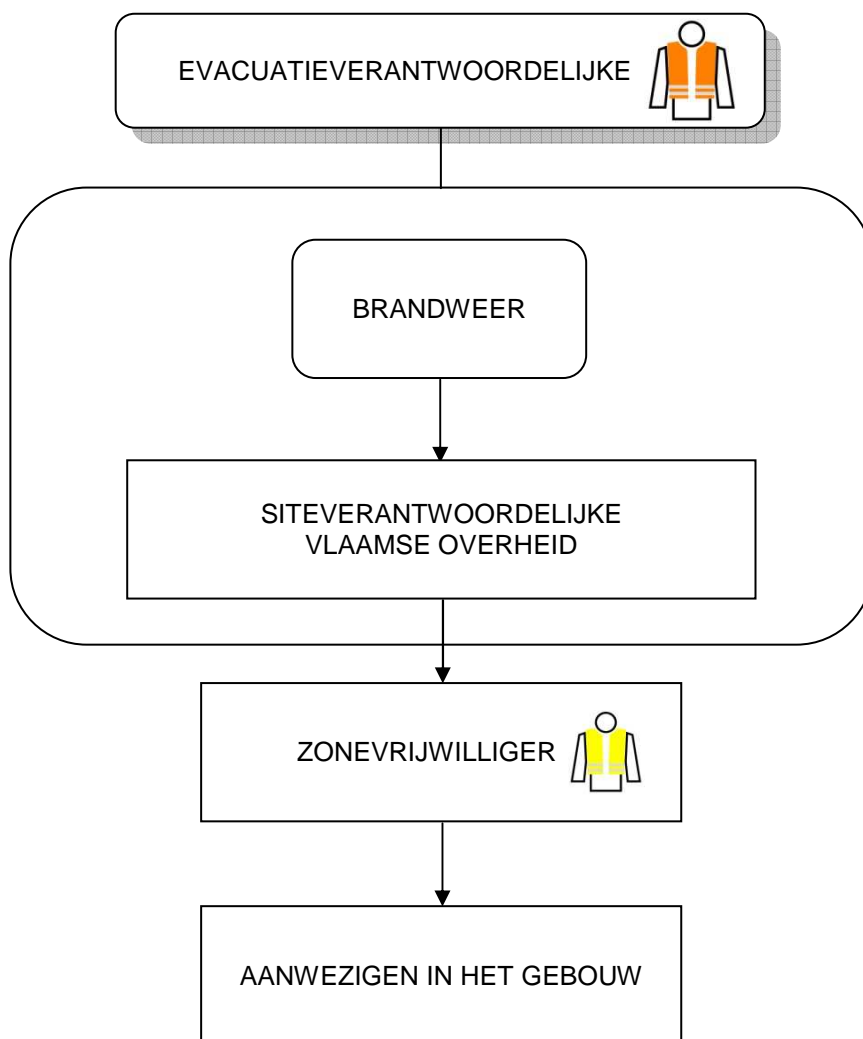 EVACUATIEVERANTWOORDELIJKE
BRANDWEER
SITEVERANTWOORDELIJKE
VLAAMSE OVERHEID
ZONEVRIJWILLIGER
AANWEZIGEN IN HET GEBOUW